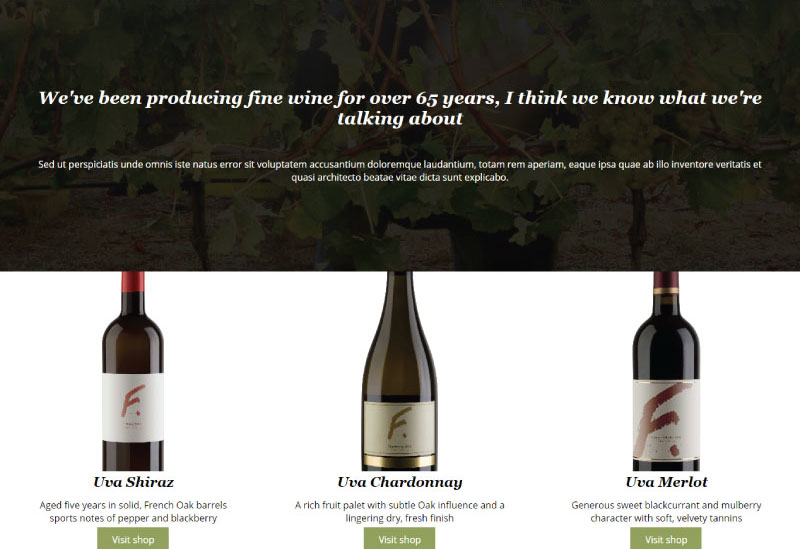 We've been producing fine wine for over 65 years, I think we know what we're
talking about
Sed ut perspiciatis unde omnis iste natus error sit voluptatem accusantium doloremque laudantium, totam rem aperiam, eaque ipsa quae ab illo inventore veritatis et
quasi architecto beatae vitae dicta sunt explicabo.
F.
F.
F.
Uva Shiraz
Uva Chardonnay
Uva Merlot
Aged five years in solid, French Oak barrels
sports notes of pepper and blackberry
A rich fruit palet with subtle Oak influence and a
lingering dry, fresh finish
Generous sweet blackcurrant and mulberry
character with soft, velvety tannins
Visit shop
Visit shop
Visit shop